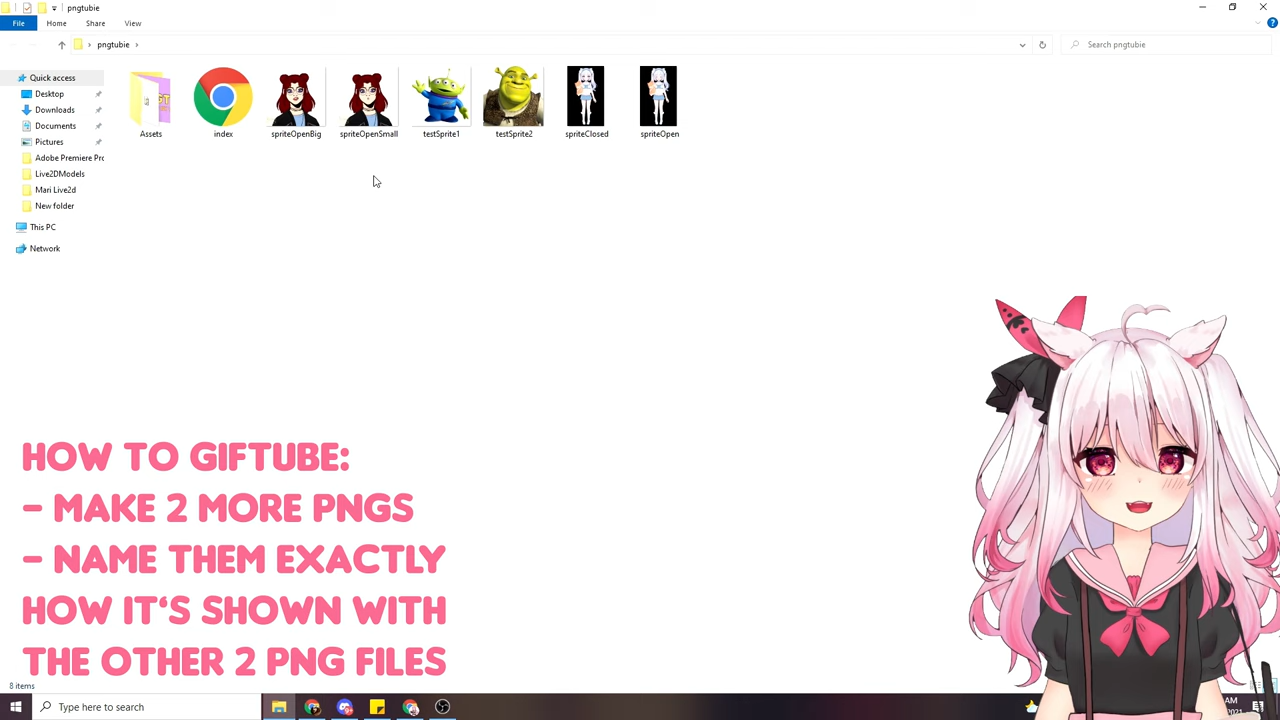 pngtubie
File
Home
Share
View
pngtubie
Search pngtubie
Quick access
Desktop
Downloads
Documents
Pictures
Adobe Premiere Pro
Live2DModels
Mari Live2d
New folder
This PC
Network
Assets
index
spriteOpenBig
spriteOpenSmall
testSprite1
testSprite2
spriteClosed
spriteOpen
HOW TO GIFTUBE:
- MAKE 2 MORE PNGS
- NAME THEM EXACTLY
HOW IT'S SHOWN WITH
THE OTHER 2 PNG FILES
8 items
Type here to search
AM
2021